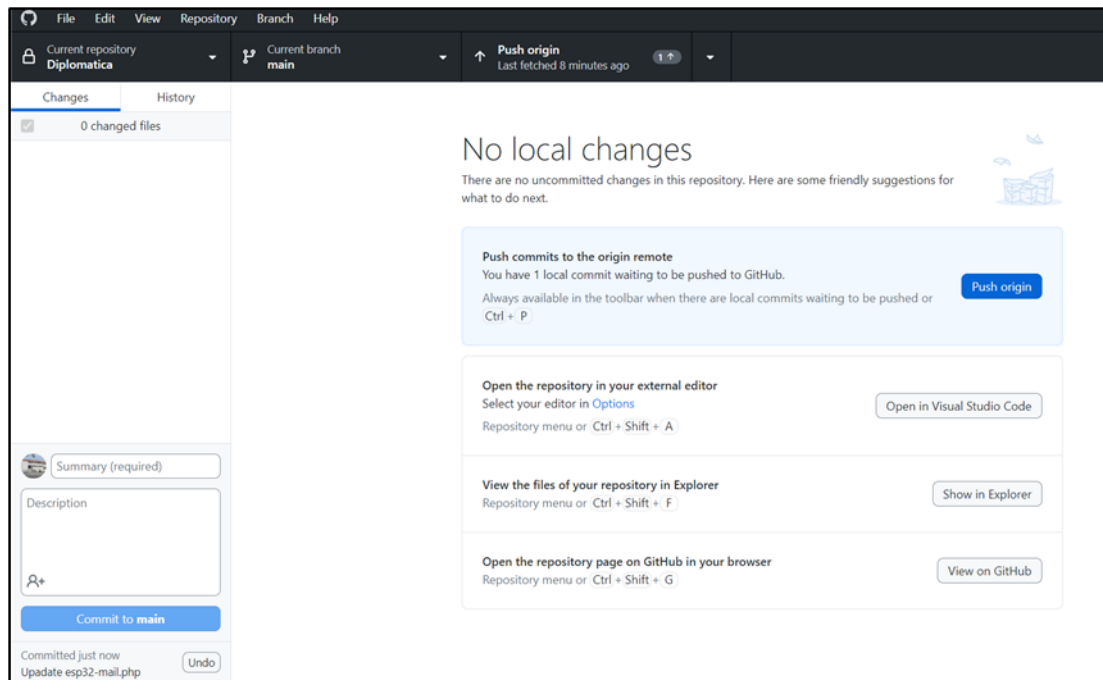 File Edit View Repository Branch Help
Current repository
Diplomatica
Current branch
main
Push origin
Last fetched 8 minutes ago
1
Changes History
0 changed files
No local changes
There are no uncommitted changes in this repository. Here are some friendly suggestions for
what to do next.
Push commits to the origin remote
You have 1 local commit waiting to be pushed to GitHub.
Always available in the toolbar when there are local commits waiting to be pushed or
Ctrl + P
Push origin
Open the repository in your external editor
Select your editor in Options
Repository menu or Ctrl + Shift + A
Open in Visual Studio Code
View the files of your repository in Explorer
Repository menu or Ctrl + Shift + F
Show in Explorer
Open the repository page on GitHub in your browser
Repository menu or Ctrl + Shift + G
View on GitHub
Summary (required)
Description
Commit to main
Committed just now
Upadate esp32-mail.php
Undo